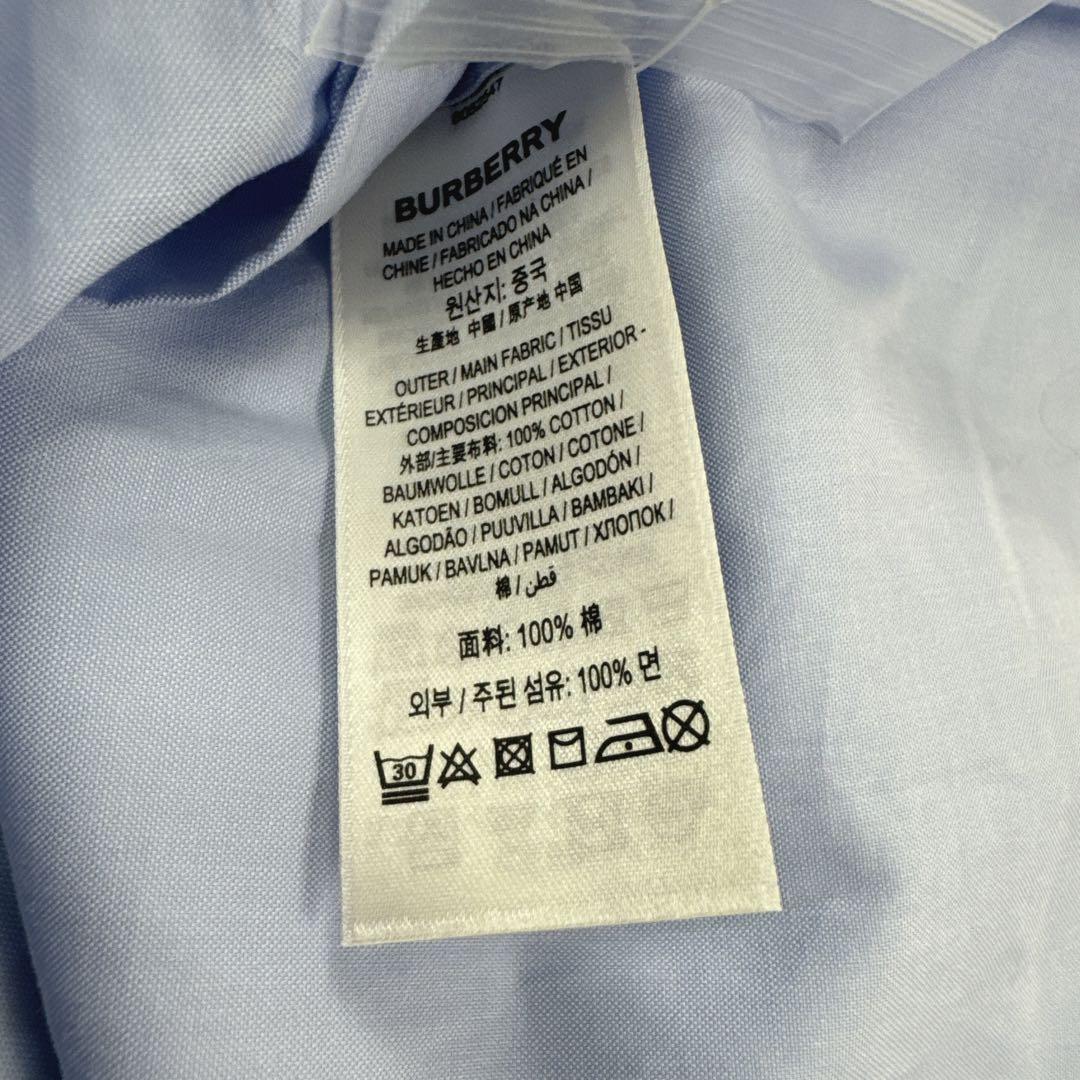 BURBERRY
MADE IN CHINA / FABRIQUÉ EN
CHINE / FABRICADO NA CHINA /
HECHO EN CHINA
원산지: 중국
生產地 中國 / 原产地 中国
OUTER / MAIN FABRIC / TISSU
EXTÉRIEUR / PRINCIPAL / EXTERIOR -
COMPOSICION PRINCIPAL /
外部/主要布料: 100% COTTON /
BAUMWOLLE / COTON / COTONE /
KATOEN / BOMULL / ALGODÓN /
ALGODÃO / PUUVILLA / BAMBAKI /
PAMUK / BAVLNA / PAMUT / ХЛОПОК /
棉 / قطن
面料: 100% 棉
외부 / 주된 섬유: 100% 면
30